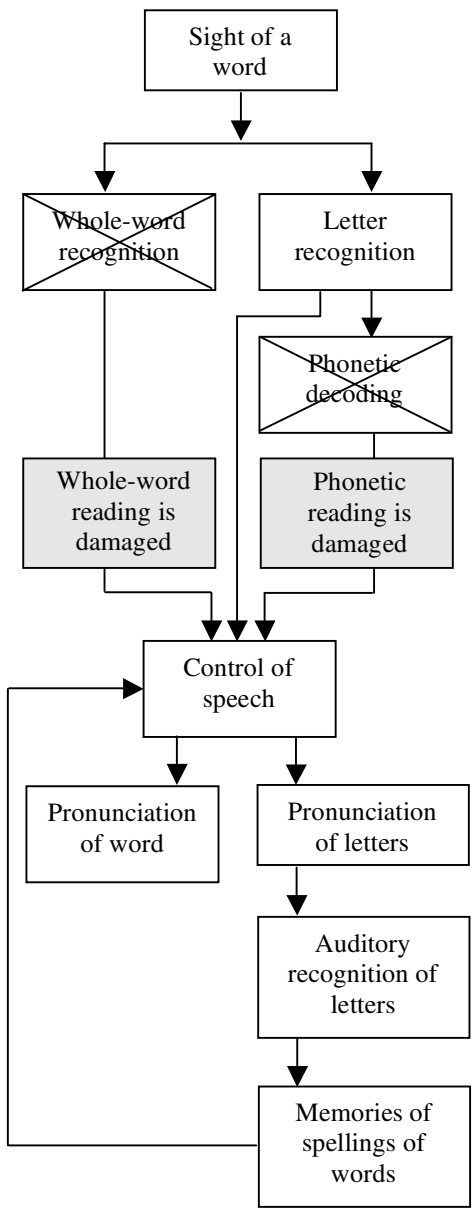 Sight of a
word
Whole-word
recognition
Letter
recognition
Phonetic
decoding
Whole-word
reading is
damaged
Phonetic
reading is
damaged
Control of
speech
Pronunciation
of word
Pronunciation
of letters
Auditory
recognition of
letters
Memories of
spellings of
words